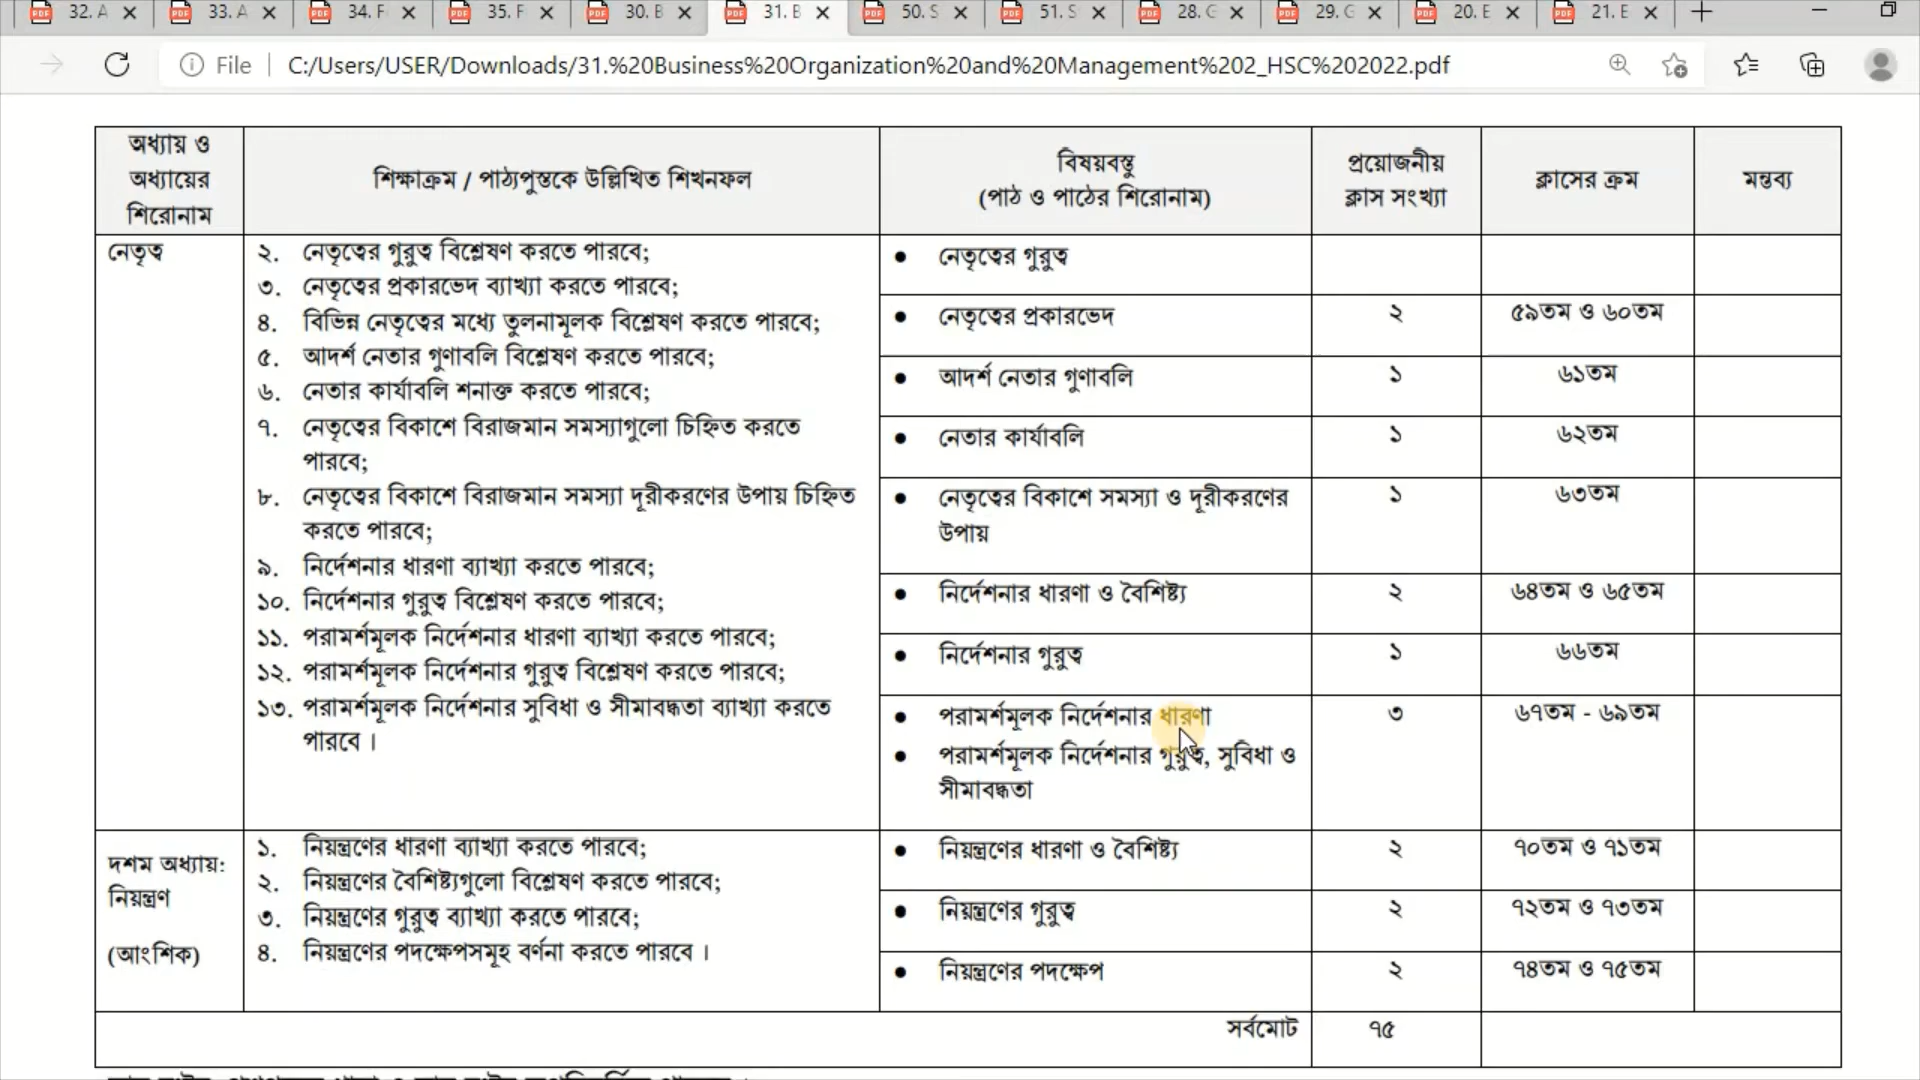 32. A 33. A 34. F 35. F 30. B 31. B 50. S 51. S 28. G 29. G 20. E 21. E
File C:/Users/USER/Downloads/31.%20Business%20Organization%20and%20Management%202_HSC%202022.pdf
অধ্যায় ও
অধ্যায়ের
শিরোনাম
শিক্ষাক্রম / পাঠ্যপুস্তকে উল্লিখিত শিখনফল
বিষয়বস্তু
(পাঠ ও পাঠের শিরোনাম)
প্রয়োজনীয়
ক্লাস সংখ্যা
ক্লাসের ক্রম
মন্তব্য
নেতৃত্ব
২. নেতৃত্বের গুরুত্ব বিশ্লেষণ করতে পারবে;
৩. নেতৃত্বের প্রকারভেদ ব্যাখ্যা করতে পারবে;
৪. বিভিন্ন নেতৃত্বের মধ্যে তুলনামূলক বিশ্লেষণ করতে পারবে;
৫. আদর্শ নেতার গুণাবলি বিশ্লেষণ করতে পারবে;
৬. নেতার কার্যাবলি শনাক্ত করতে পারবে;
৭. নেতৃত্বের বিকাশে বিরাজমান সমস্যাগুলো চিহ্নিত করতে
পারবে;
৮. নেতৃত্বের বিকাশে বিরাজমান সমস্যা দূরীকরণের উপায় চিহ্নিত
করতে পারবে;
৯. নির্দেশনার ধারণা ব্যাখ্যা করতে পারবে;
১০. নির্দেশনার গুরুত্ব বিশ্লেষণ করতে পারবে;
১১. পরামর্শমূলক নির্দেশনার ধারণা ব্যাখ্যা করতে পারবে;
১২. পরামর্শমূলক নির্দেশনার গুরুত্ব বিশ্লেষণ করতে পারবে;
১৩. পরামর্শমূলক নির্দেশনার সুবিধা ও সীমাবদ্ধতা ব্যাখ্যা করতে
পারবে ।
● নেতৃত্বের গুরুত্ব
● নেতৃত্বের প্রকারভেদ ২ ৫৯তম ও ৬০তম
● আদর্শ নেতার গুণাবলি ১ ৬১তম
● নেতার কার্যাবলি ১ ৬২তম
● নেতৃত্বের বিকাশে সমস্যা ও দূরীকরণের ১ ৬৩তম
উপায়
● নির্দেশনার ধারণা ও বৈশিষ্ট্য ২ ৬৪তম ও ৬৫তম
● নির্দেশনার গুরুত্ব ১ ৬৬তম
● পরামর্শমূলক নির্দেশনার ধারণা ৩ ৬৭তম - ৬৯তম
● পরামর্শমূলক নির্দেশনার গুরুত্ব, সুবিধা ও
সীমাবদ্ধতা
দশম অধ্যায়:
নিয়ন্ত্রণ
(আংশিক)
১. নিয়ন্ত্রণের ধারণা ব্যাখ্যা করতে পারবে;
২. নিয়ন্ত্রণের বৈশিষ্ট্যগুলো বিশ্লেষণ করতে পারবে;
৩. নিয়ন্ত্রণের গুরুত্ব ব্যাখ্যা করতে পারবে;
৪. নিয়ন্ত্রণের পদক্ষেপসমূহ বর্ণনা করতে পারবে ।
● নিয়ন্ত্রণের ধারণা ও বৈশিষ্ট্য ২ ৭০তম ও ৭১তম
● নিয়ন্ত্রণের গুরুত্ব ২ ৭২তম ও ৭৩তম
● নিয়ন্ত্রণের পদক্ষেপ ২ ৭৪তম ও ৭৫তম
সর্বমোট ৭৫